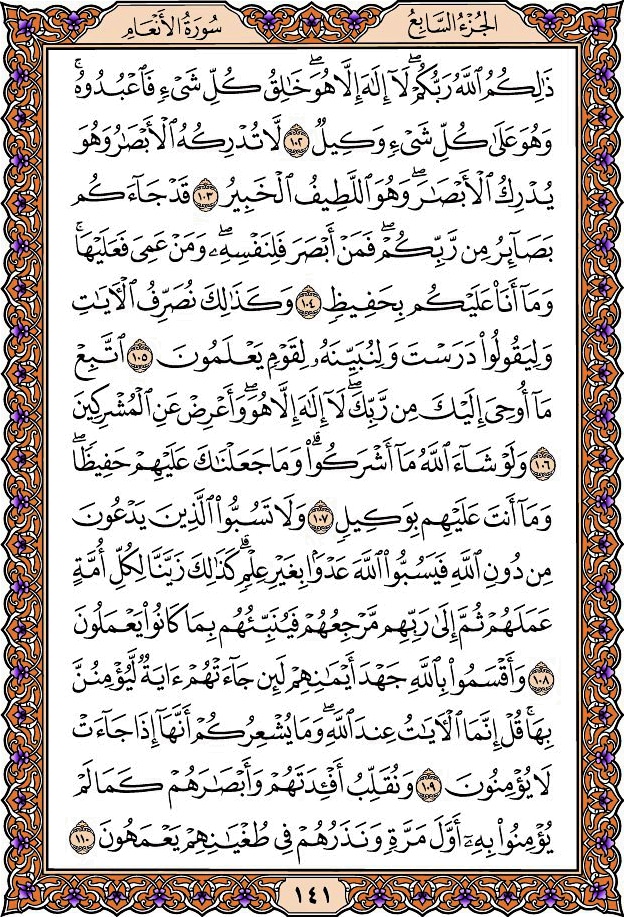 الجُزْءُ السَّابِعُ
سُورَةُ الأَنْعَامِ
ذَٰلِكُمُ ٱللَّهُ رَبُّكُمْۖ لَآ إِلَٰهَ إِلَّا هُوَۖ خَٰلِقُ كُلِّ شَىْءٍ فَٱعْبُدُوهُۚ
وَهُوَ عَلَىٰ كُلِّ شَىْءٍ وَكِيلٌ ١٠٢ لَّا تُدْرِكُهُ ٱلْأَبْصَٰرُ وَهُوَ
يُدْرِكُ ٱلْأَبْصَٰرَۖ وَهُوَ ٱللَّطِيفُ ٱلْخَبِيرُ ١٠٣ قَدْ جَآءَكُم
بَصَآئِرُ مِن رَّبِّكُمْۖ فَمَنْ أَبْصَرَ فَلِنَفْسِهِۦۖ وَمَنْ عَمِىَ فَعَلَيْهَاۚ
وَمَآ أَنَا۠ عَلَيْكُم بِحَفِيظٍ ١٠٤ وَكَذَٰلِكَ نُصَرِّفُ ٱلْأَيَٰتِ
وَلِيَقُولُوا۟ دَرَسْتَ وَلِنُبَيِّنَهُۥ لِقَوْمٍ يَعْلَمُونَ ١٠٥ ٱتَّبِعْ
مَآ أُوحِىَ إِلَيْكَ مِن رَّبِّكَۖ لَآ إِلَٰهَ إِلَّا هُوَۖ وَأَعْرِضْ عَنِ ٱلْمُشْرِكِينَ
١٠٦ وَلَوْ شَآءَ ٱللَّهُ مَآ أَشْرَكُوا۟ۗ وَمَا جَعَلْنَٰكَ عَلَيْهِمْ حَفِيظًاۖ
وَمَآ أَنتَ عَلَيْهِم بِوَكِيلٍ ١٠٧ وَلَا تَسُبُّوا۟ ٱلَّذِينَ يَدْعُونَ
مِن دُونِ ٱللَّهِ فَيَسُبُّوا۟ ٱللَّهَ عَدْوًۢا بِغَيْرِ عِلْمٍۗ كَذَٰلِكَ زَيَّنَّا لِكُلِّ أُمَّةٍ
عَمَلَهُمْ ثُمَّ إِلَىٰ رَبِّهِم مَّرْجِعُهُمْ فَيُنَبِّئُهُم بِمَا كَانُوا۟ يَعْمَلُونَ
١٠٨ وَأَقْسَمُوا۟ بِٱللَّهِ جَهْدَ أَيْمَٰنِهِمْ لَئِن جَآءَتْهُمْ ءَايَةٌ لَّيُؤْمِنُنَّ
بِهَاۚ قُلْ إِنَّمَا ٱلْأَيَٰتُ عِندَ ٱللَّهِۖ وَمَا يُشْعِرُكُمْ أَنَّهَآ إِذَا جَآءَتْ
لَا يُؤْمِنُونَ ١٠٩ وَنُقَلِّبُ أَفْـِٔدَتَهُمْ وَأَبْصَٰرَهُمْ كَمَا لَمْ
يُؤْمِنُوا۟ بِهِۦٓ أَوَّلَ مَرَّةٍ وَنَذَرُهُمْ فِى طُغْيَٰنِهِمْ يَعْمَهُونَ ١١٠
١٤١